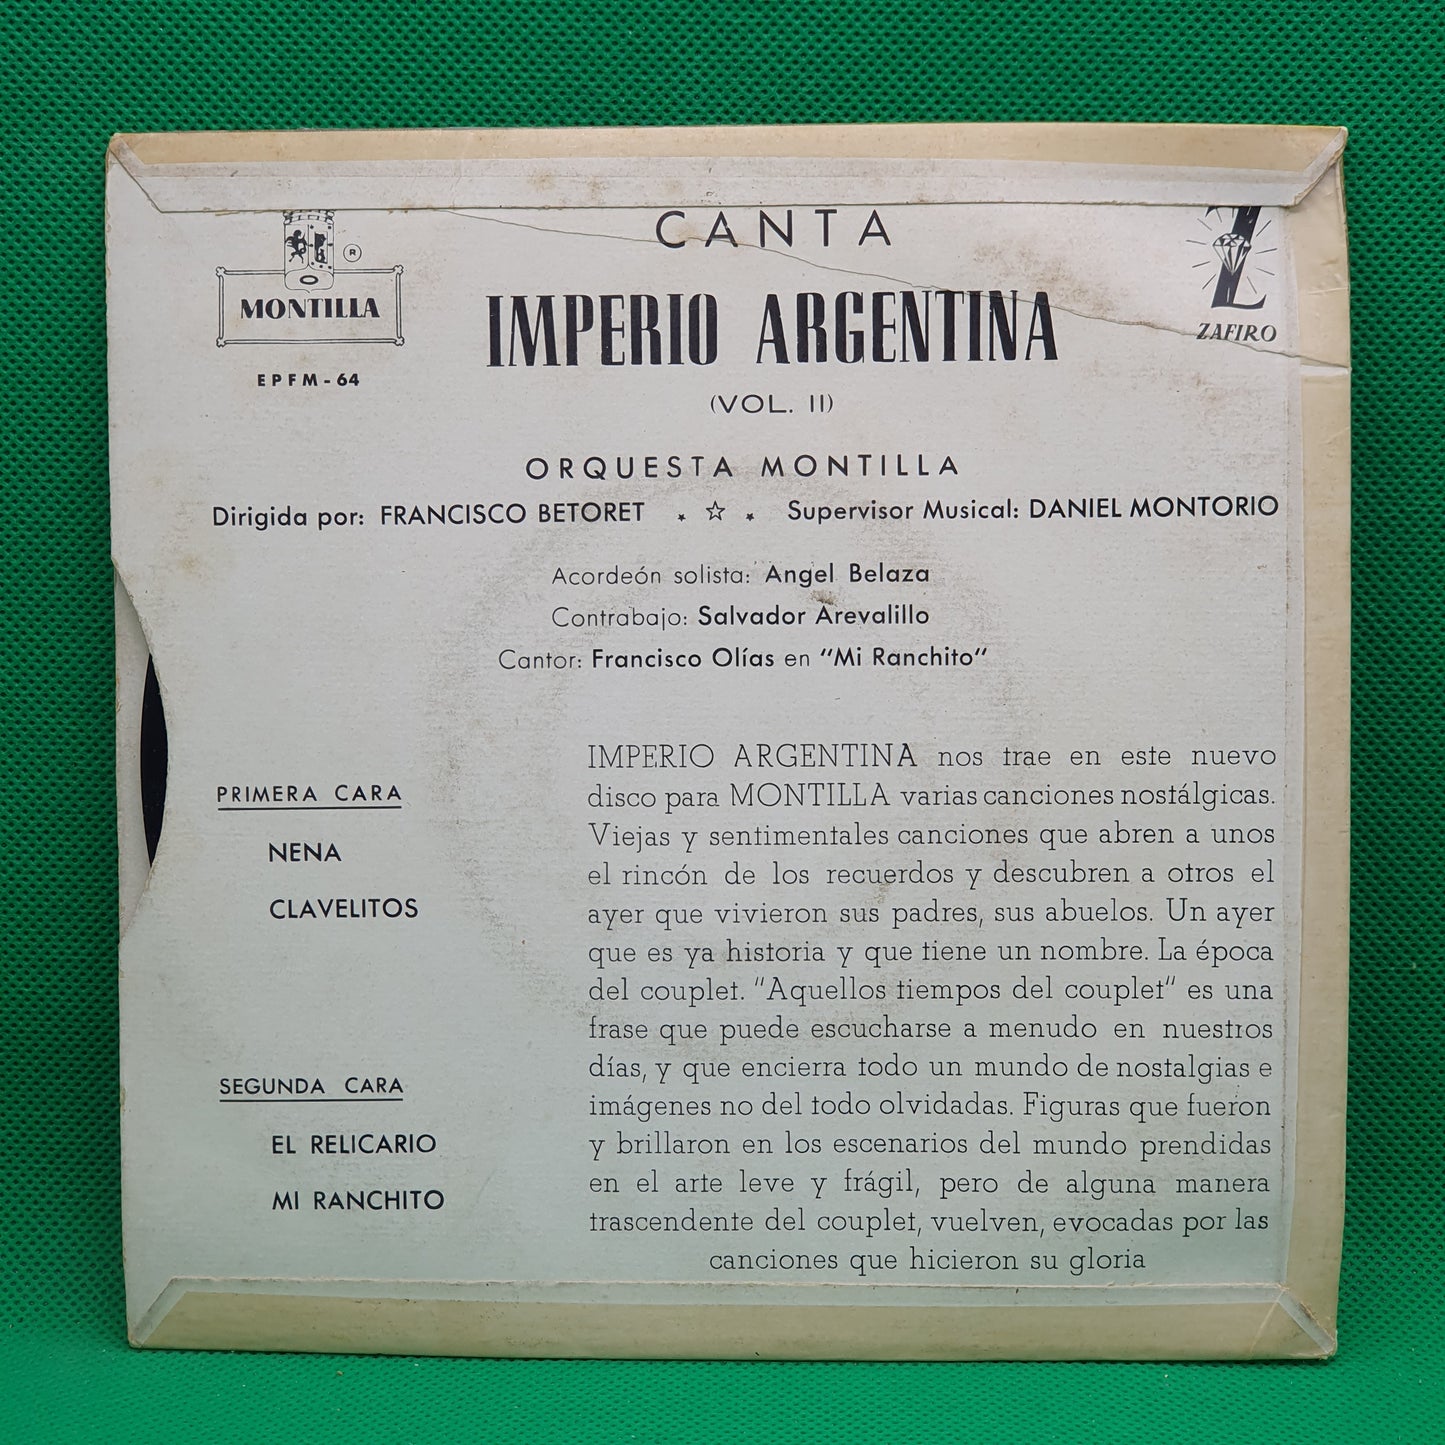 CANTA
MONTILLA
®
ZAFIRO
IMPERIO ARGENTINA
EPFM-64
(VOL. II)
ORQUESTA MONTILLA
Dirigida por: FRANCISCO BETORET . ☆ . Supervisor Musical: DANIEL MONTORIO
Acordeón solista: Angel Belaza
Contrabajo: Salvador Arevalillo
Cantor: Francisco Olías en "Mi Ranchito"
PRIMERA CARA
NENA
CLAVELITOS
SEGUNDA CARA
EL RELICARIO
MI RANCHITO
IMPERIO ARGENTINA nos trae en este nuevo
disco para MONTILLA varias canciones nostálgicas.
Viejas y sentimentales canciones que abren a unos
el rincón de los recuerdos y descubren a otros el
ayer que vivieron sus padres, sus abuelos. Un ayer
que es ya historia y que tiene un nombre. La época
del couplet. "Aquellos tiempos del couplet" es una
frase que puede escucharse a menudo en nuestros
días, y que encierra todo un mundo de nostalgias e
imágenes no del todo olvidadas. Figuras que fueron
y brillaron en los escenarios del mundo prendidas
en el arte leve y frágil, pero de alguna manera
trascendente del couplet, vuelven, evocadas por las
canciones que hicieron su gloria